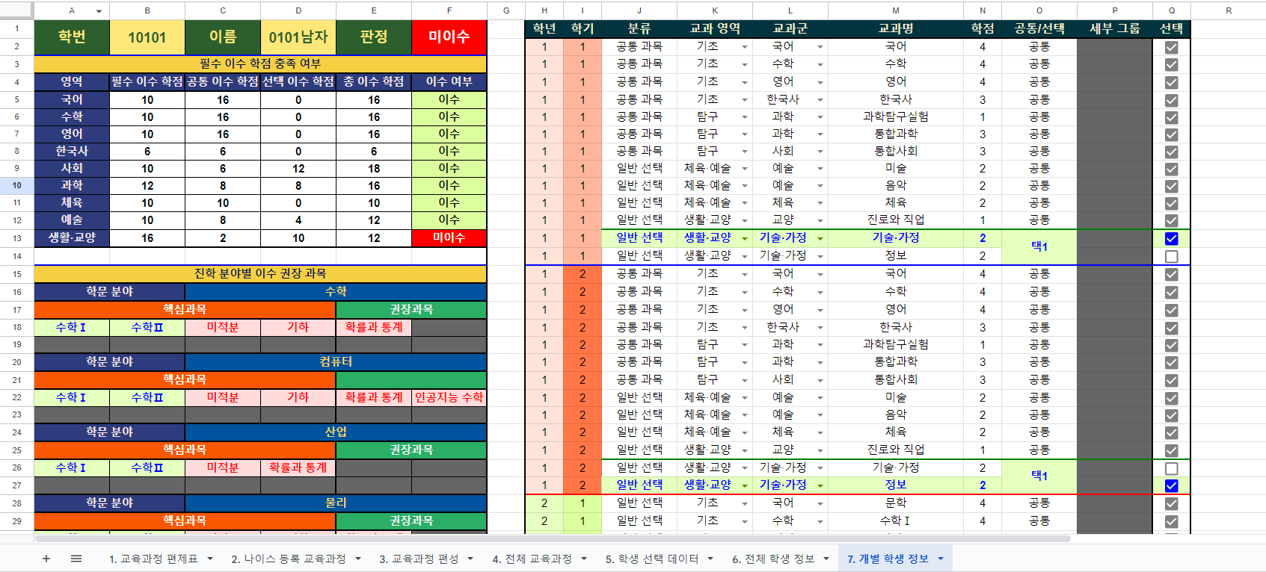 A B C D E F G H I J K L M N O P Q R
1 학번 10101 이름 0101남자 판정 미이수 학년 학기 분류 교과 영역 교과군 교과명 학점 공통/선택 세부 그룹 선택
2 1 1 공통 과목 기초 국어 국어 4 공통
3 필수 이수 학점 충족 여부 1 1 공통 과목 기초 수학 수학 4 공통
4 영역 필수 이수 학점 공통 이수 학점 선택 이수 학점 총 이수 학점 이수 여부 1 1 공통 과목 기초 영어 영어 4 공통
5 국어 10 16 0 16 이수 1 1 공통 과목 기초 한국사 한국사 3 공통
6 수학 10 16 0 16 이수 1 1 공통 과목 탐구 과학 과학탐구실험 1 공통
7 영어 10 16 0 16 이수 1 1 공통 과목 탐구 과학 통합과학 3 공통
8 한국사 6 6 0 6 이수 1 1 공통 과목 탐구 사회 통합사회 3 공통
9 사회 10 6 12 18 이수 1 1 일반 선택 체육·예술 예술 미술 2 공통
10 과학 12 8 8 16 이수 1 1 일반 선택 체육·예술 예술 음악 2 공통
11 체육 10 10 0 10 이수 1 1 일반 선택 체육·예술 체육 체육 2 공통
12 예술 10 8 4 12 이수 1 1 일반 선택 생활·교양 교양 진로와 직업 1 공통
13 생활·교양 16 2 10 12 미이수 1 1 일반 선택 생활·교양 기술·가정 기술·가정 2 택1
14 1 1 일반 선택 생활·교양 기술·가정 정보 2
15 진학 분야별 이수 권장 과목 1 2 공통 과목 기초 국어 국어 4 공통
16 학문 분야 수학 1 2 공통 과목 기초 수학 수학 4 공통
17 핵심과목 권장과목 1 2 공통 과목 기초 영어 영어 4 공통
18 수학Ⅰ 수학Ⅱ 미적분 기하 확률과 통계 1 2 공통 과목 기초 한국사 한국사 3 공통
19 1 2 공통 과목 탐구 과학 과학탐구실험 1 공통
20 학문 분야 컴퓨터 1 2 공통 과목 탐구 과학 통합과학 3 공통
21 핵심과목 1 2 공통 과목 탐구 사회 통합사회 3 공통
22 수학Ⅰ 수학Ⅱ 미적분 기하 확률과 통계 인공지능 수학 1 2 일반 선택 체육·예술 예술 미술 2 공통
23 1 2 일반 선택 체육·예술 예술 음악 2 공통
24 학문 분야 산업 1 2 일반 선택 체육·예술 체육 체육 2 공통
25 핵심과목 권장과목 1 2 일반 선택 생활·교양 교양 진로와 직업 1 공통
26 수학Ⅰ 수학Ⅱ 미적분 확률과 통계 1 2 일반 선택 생활·교양 기술·가정 기술·가정 2 택1
27 1 2 일반 선택 생활·교양 기술·가정 정보 2
28 학문 분야 물리 2 1 일반 선택 기초 국어 문학 4 공통
29 핵심과목 권장과목 2 1 일반 선택 기초 수학 수학Ⅰ 4 공통
1. 교육과정 편제표 2. 나이스 등록 교육과정 3. 교육과정 편성 4. 전체 교육과정 5. 학생 선택 데이터 6. 전체 학생 정보 7. 개별 학생 정보